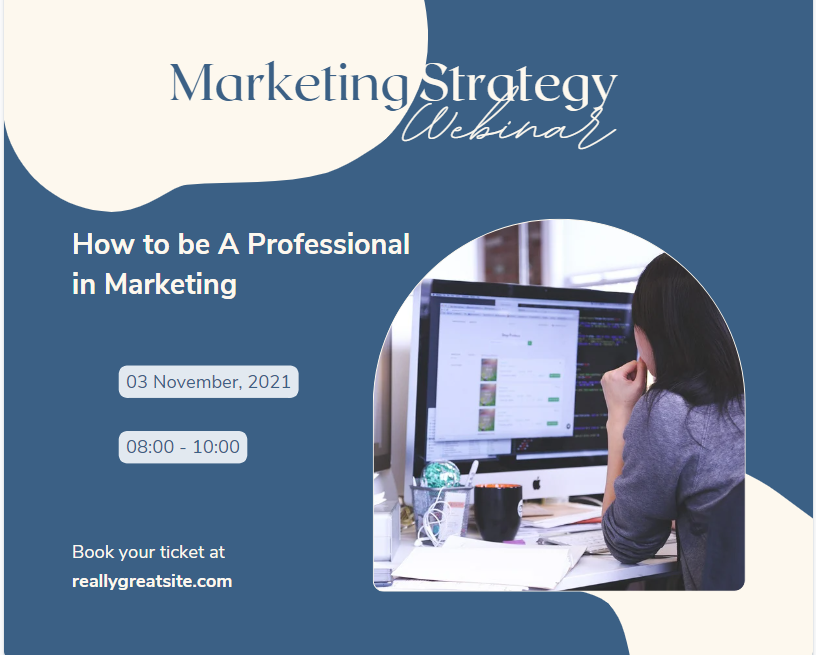 Marketing Strategy
Webinar
How to be A Professional
in Marketing
03 November, 2021
08:00 - 10:00
Book your ticket at
reallygreatsite.com